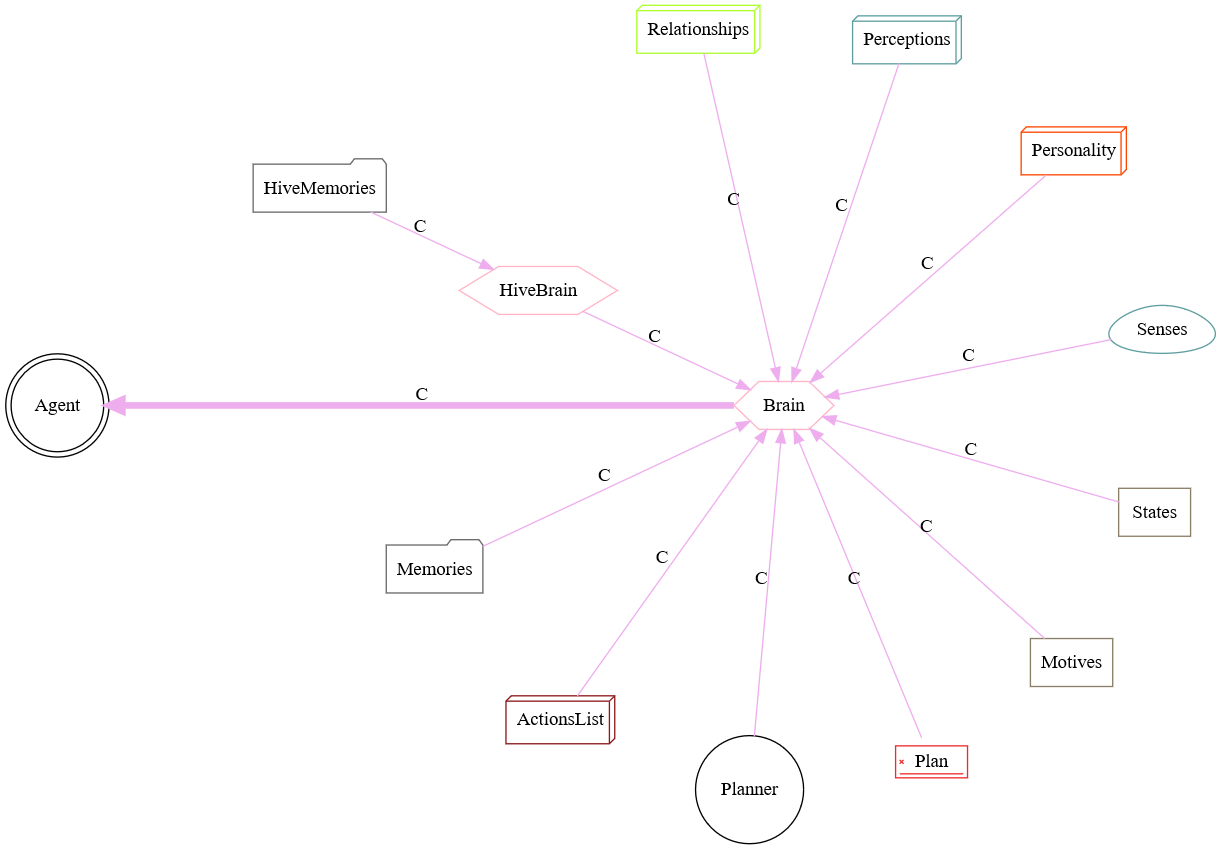 Relationships
Perceptions
Personality
HiveMemories
C
C
C
C
HiveBrain
C
Senses
C
C
Agent
Brain
C
C
States
C
Memories
C
C
C
Motives
ActionsList
Plan
Planner